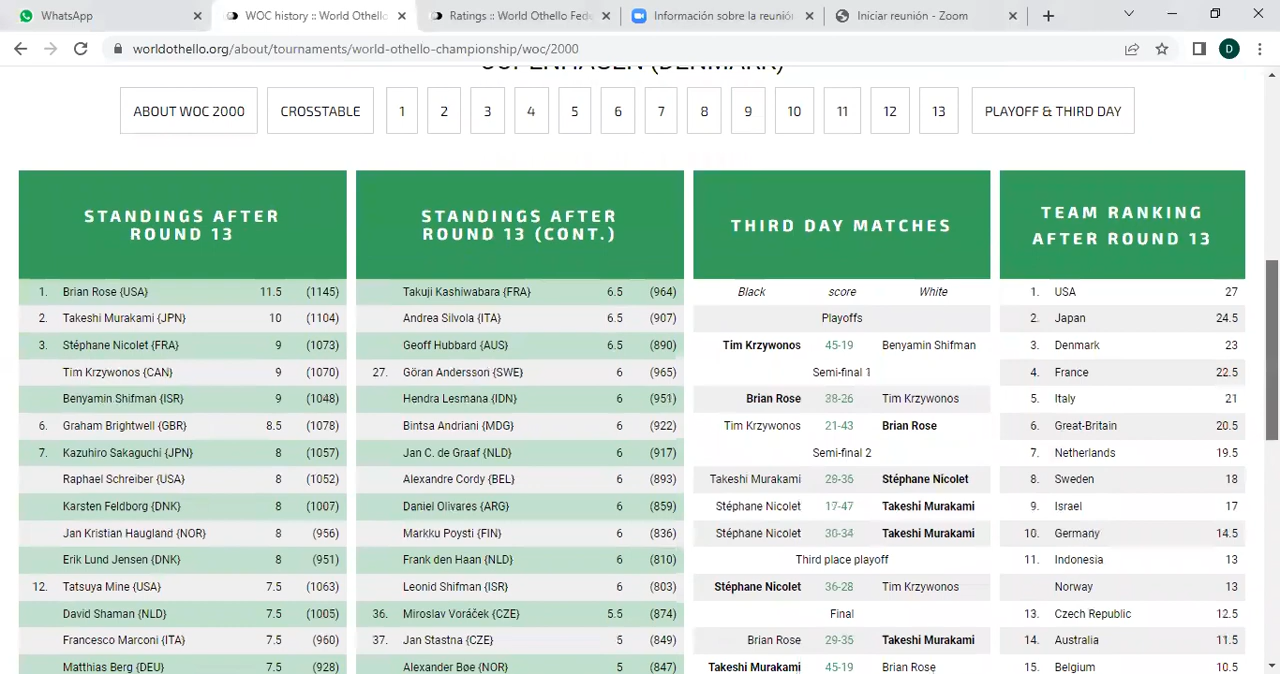 WhatsApp
WOC history :: World Othello
Ratings :: World Othello Fede
Información sobre la reunión
Iniciar reunión - Zoom
worldothello.org/about/tournaments/world-othello-championship/woc/2000
D
COPENHAGEN (DENMARK)
ABOUT WOC 2000 CROSSTABLE 1 2 3 4 5 6 7 8 9 10 11 12 13 PLAYOFF & THIRD DAY
STANDINGS AFTER
ROUND 13
1. Brian Rose {USA} 11.5 (1145)
2. Takeshi Murakami {JPN} 10 (1104)
3. Stéphane Nicolet {FRA} 9 (1073)
Tim Krzywonos {CAN} 9 (1070)
Benyamin Shifman {ISR} 9 (1048)
6. Graham Brightwell {GBR} 8.5 (1078)
7. Kazuhiro Sakaguchi {JPN} 8 (1057)
Raphael Schreiber {USA} 8 (1052)
Karsten Feldborg {DNK} 8 (1007)
Jan Kristian Haugland {NOR} 8 (956)
Erik Lund Jensen {DNK} 8 (951)
12. Tatsuya Mine {USA} 7.5 (1063)
David Shaman {NLD} 7.5 (1005)
Francesco Marconi {ITA} 7.5 (960)
Matthias Berg {DEU} 7.5 (928)
STANDINGS AFTER
ROUND 13 (CONT.)
Takuji Kashiwabara {FRA} 6.5 (964)
Andrea Silvola {ITA} 6.5 (907)
Geoff Hubbard {AUS} 6.5 (890)
27. Göran Andersson {SWE} 6 (965)
Hendra Lesmana {IDN} 6 (951)
Bintsa Andriani {MDG} 6 (922)
Jan C. de Graaf {NLD} 6 (917)
Alexandre Cordy {BEL} 6 (893)
Daniel Olivares {ARG} 6 (859)
Markku Poysti {FIN} 6 (836)
Frank den Haan {NLD} 6 (810)
Leonid Shifman {ISR} 6 (803)
36. Miroslav Voráček {CZE} 5.5 (874)
37. Jan Stastna {CZE} 5 (849)
Alexander Bøe {NOR} 5 (847)
THIRD DAY MATCHES
Black score White
Playoffs
Tim Krzywonos 45-19 Benyamin Shifman
Semi-final 1
Brian Rose 38-26 Tim Krzywonos
Tim Krzywonos 21-43 Brian Rose
Semi-final 2
Takeshi Murakami 28-36 Stéphane Nicolet
Stéphane Nicolet 17-47 Takeshi Murakami
Stéphane Nicolet 30-34 Takeshi Murakami
Third place playoff
Stéphane Nicolet 36-28 Tim Krzywonos
Final
Brian Rose 29-35 Takeshi Murakami
Takeshi Murakami 45-19 Brian Rose
TEAM RANKING
AFTER ROUND 13
1. USA 27
2. Japan 24.5
3. Denmark 23
4. France 22.5
5. Italy 21
6. Great-Britain 20.5
7. Netherlands 19.5
8. Sweden 18
9. Israel 17
10. Germany 14.5
11. Indonesia 13
Norway 13
13. Czech Republic 12.5
14. Australia 11.5
15. Belgium 10.5